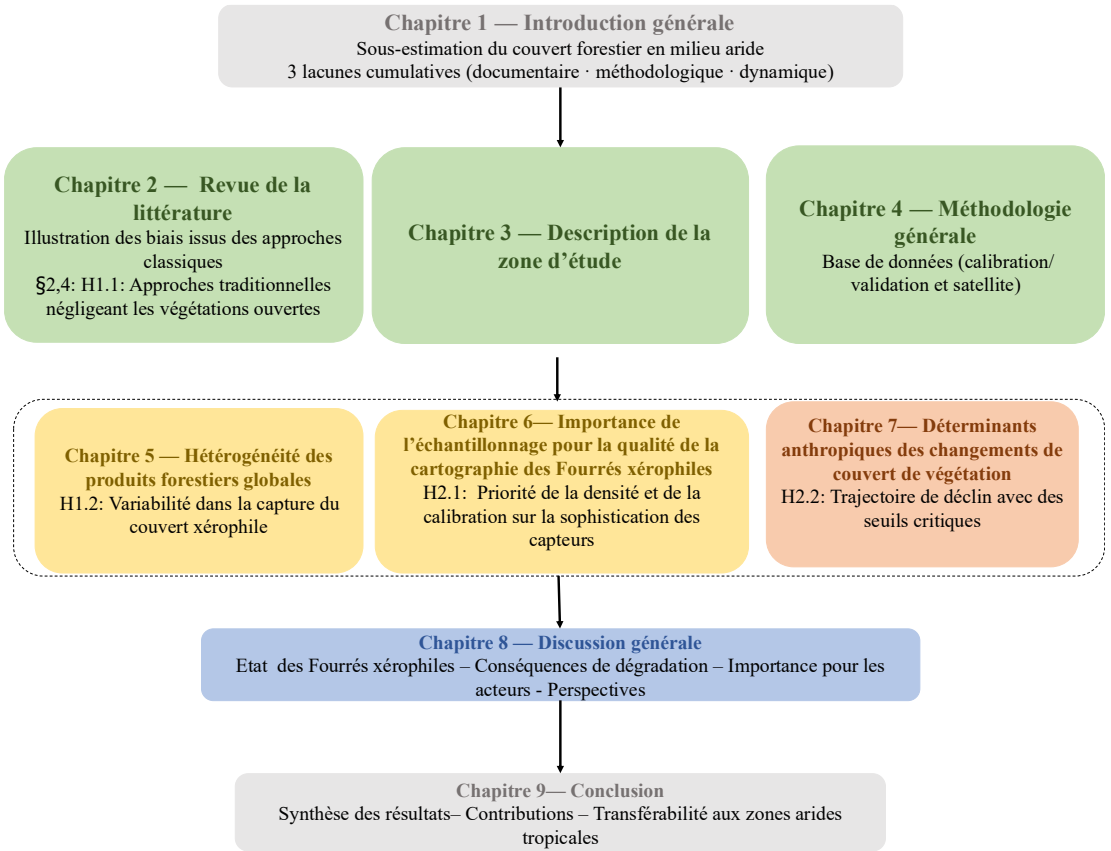 Chapitre 1 — Introduction générale
Sous-estimation du couvert forestier en milieu aride
3 lacunes cumulatives (documentaire · méthodologique · dynamique)
Chapitre 2 — Revue de la
littérature
Illustration des biais issus des approches
classiques
§2,4: H1.1: Approches traditionnelles
négligeant les végétations ouvertes
Chapitre 3 — Description de la
zone d’étude
Chapitre 4 — Méthodologie
générale
Base de données (calibration/
validation et satellite)
Chapitre 5 — Hétérogénéité des
produits forestiers globales
H1.2: Variabilité dans la capture du
couvert xérophile
Chapitre 6— Importance de
l’échantillonnage pour la qualité de la
cartographie des Fourrés xérophiles
H2.1: Priorité de la densité et de la
calibration sur la sophistication des
capteurs
Chapitre 7— Déterminants
anthropiques des changements de
couvert de végétation
H2.2: Trajectoire de déclin avec des
seuils critiques
Chapitre 8 — Discussion générale
Etat des Fourrés xérophiles – Conséquences de dégradation – Importance pour les
acteurs - Perspectives
Chapitre 9— Conclusion
Synthèse des résultats– Contributions – Transférabilité aux zones arides
tropicales